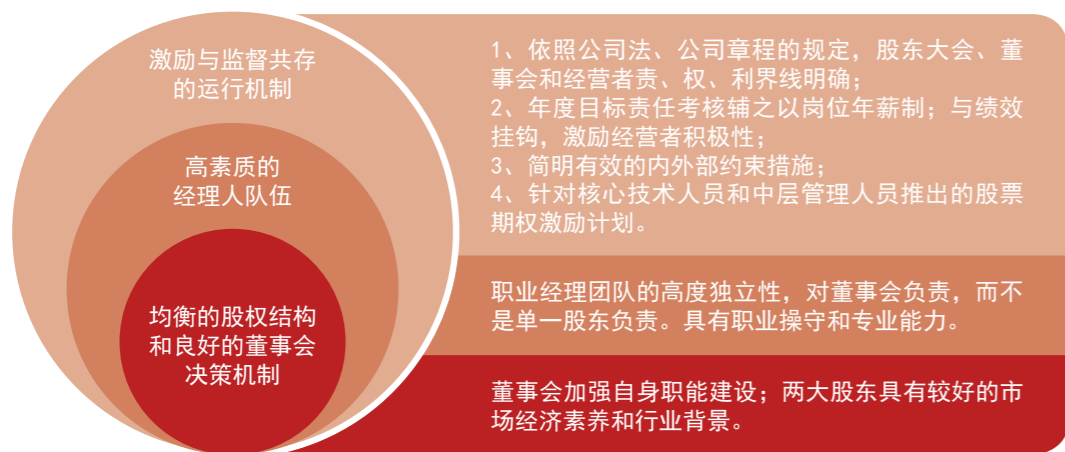 激励与监督共存
的运行机制
1、依照公司法、公司章程的规定，股东大会、董
事会和经营者责、权、利界线明确；
2、年度目标责任考核辅之以岗位年薪制；与绩效
挂钩，激励经营者积极性；
3、简明有效的内外部约束措施；
4、针对核心技术人员和中层管理人员推出的股票
期权激励计划。
高素质的
经理人队伍
职业经理团队的高度独立性，对董事会负责，而不
是单一股东负责。具有职业操守和专业能力。
均衡的股权结构
和良好的董事会
决策机制
董事会加强自身职能建设；两大股东具有较好的市
场经济素养和行业背景。